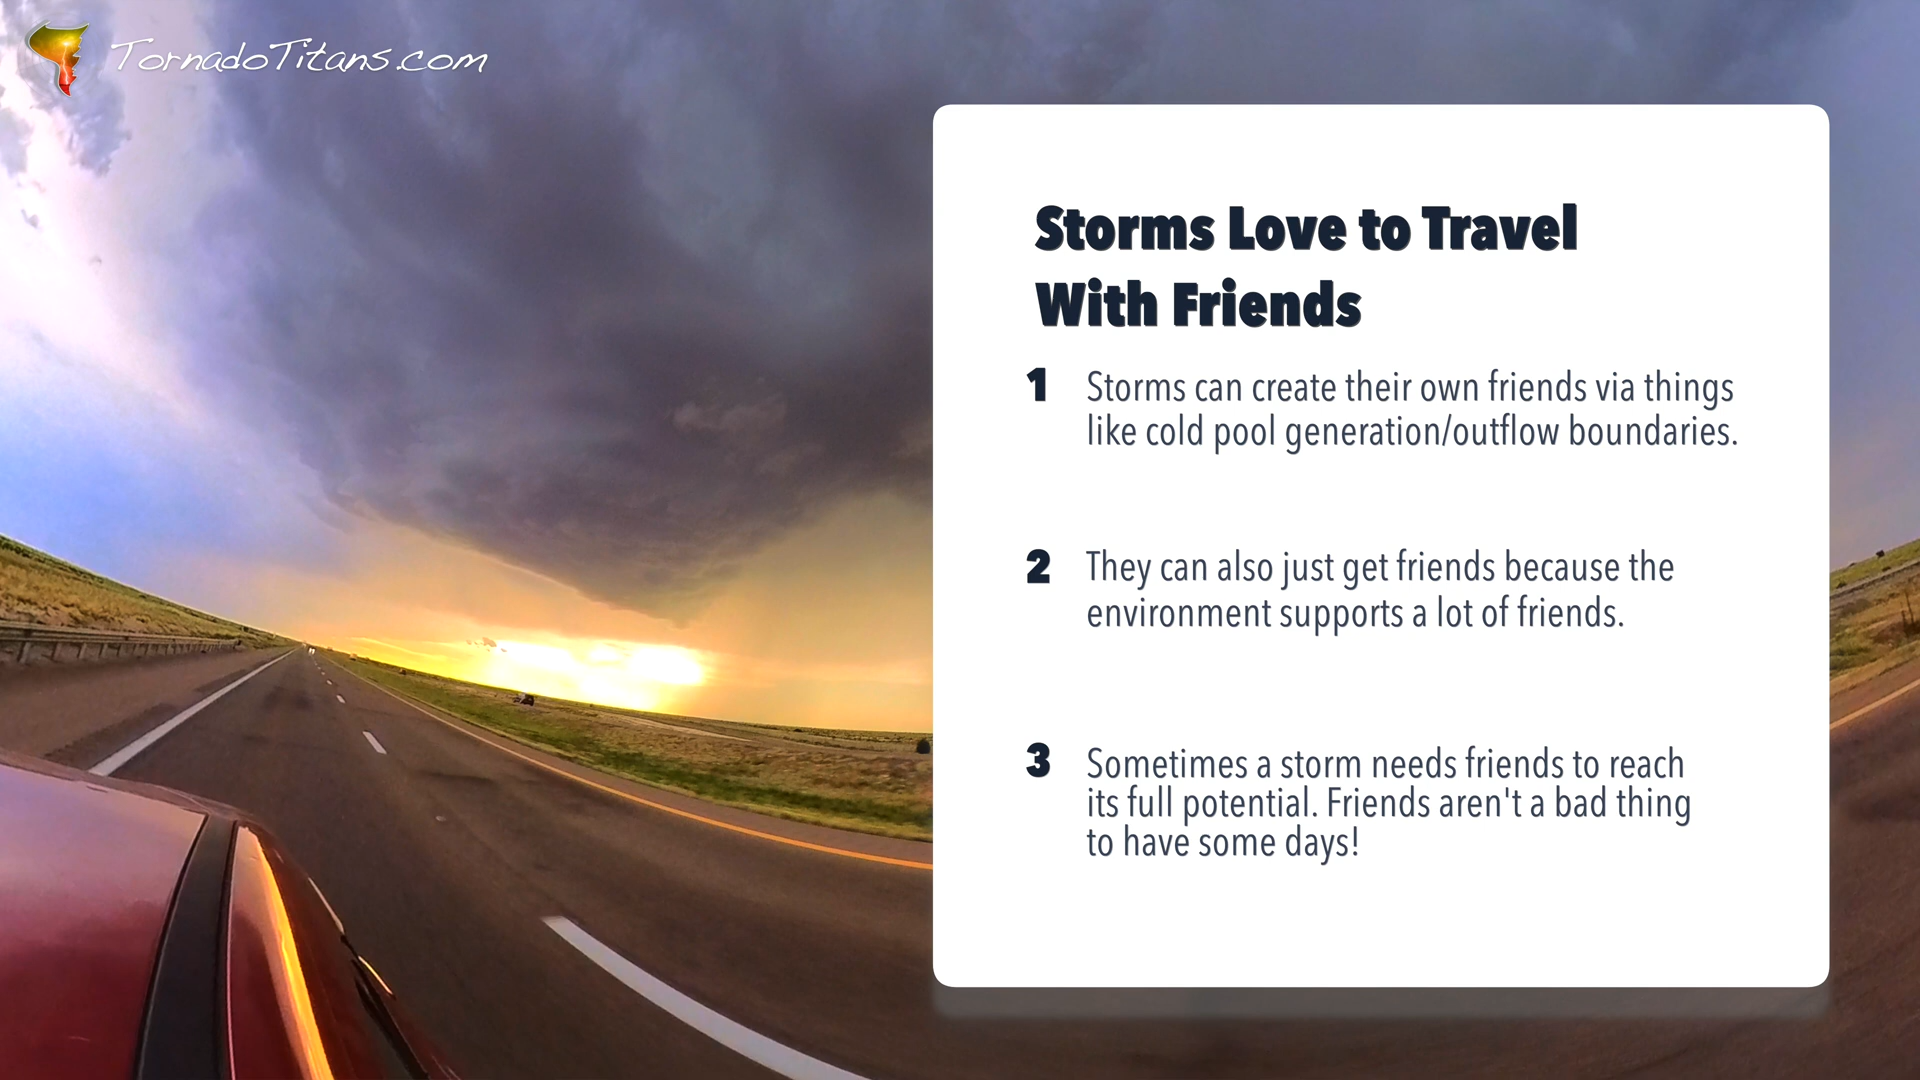 TornadoTitans.com
Storms Love to Travel
With Friends
1 Storms can create their own friends via things
like cold pool generation/outflow boundaries.
2 They can also just get friends because the
environment supports a lot of friends.
3 Sometimes a storm needs friends to reach
its full potential. Friends aren't a bad thing
to have some days!